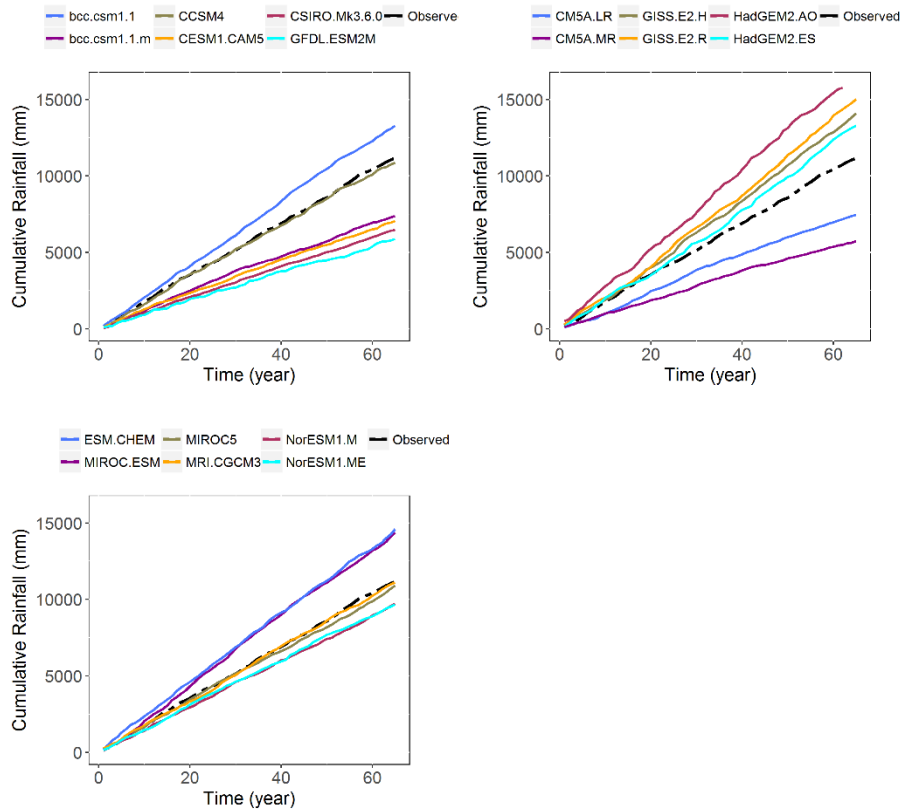 bcc.csm1.1 CCSM4 CSIRO.Mk3.6.0 Observe
bcc.csm1.1.m CESM1.CAM5 GFDL.ESM2M
15000
10000
5000
0
Cumulative Rainfall (mm)
0 20 40 60
Time (year)
CM5A.LR GISS.E2.H HadGEM2.AO Observed
CM5A.MR GISS.E2.R HadGEM2.ES
15000
10000
5000
0
Cumulative Rainfall (mm)
0 20 40 60
Time (year)
ESM.CHEM MIROC5 NorESM1.M Observed
MIROC.ESM MRI.CGCM3 NorESM1.ME
15000
10000
5000
0
Cumulative Rainfall (mm)
0 20 40 60
Time (year)